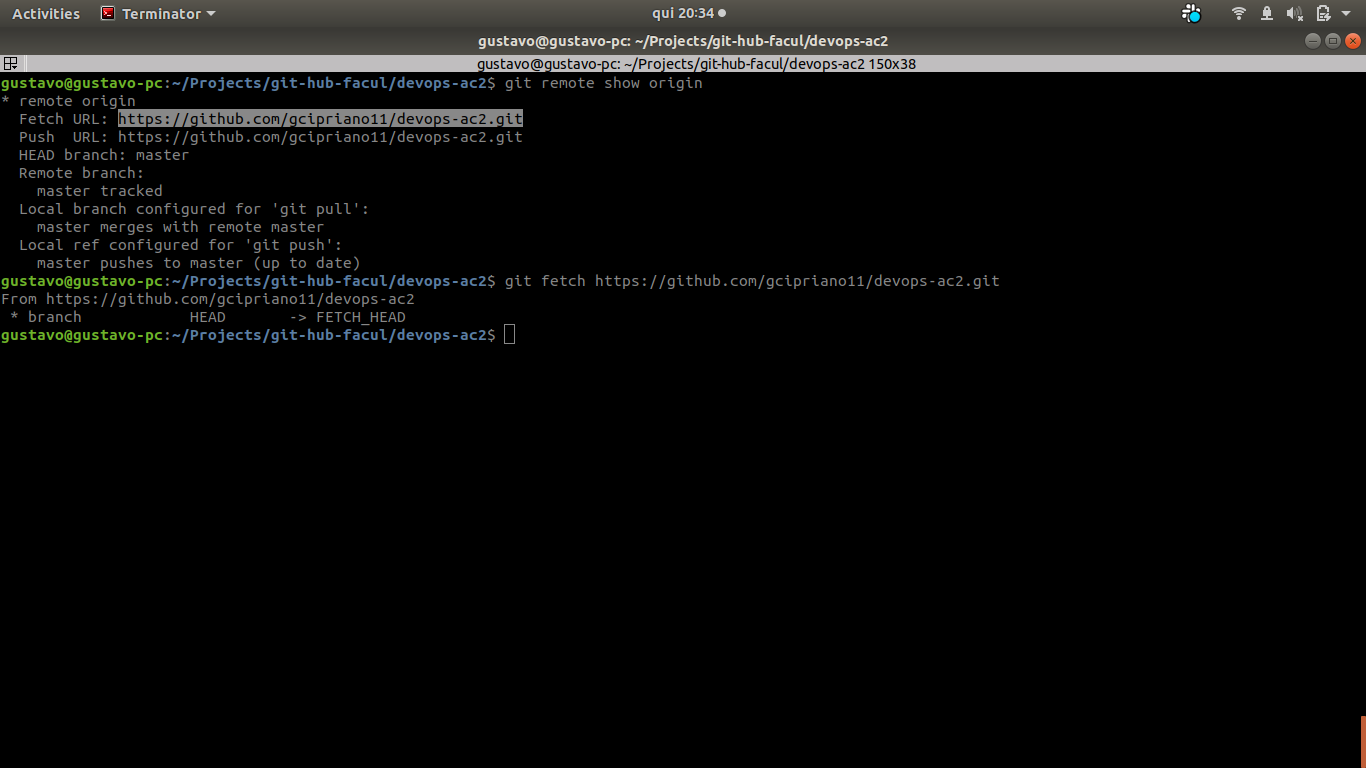 Activities Terminator qui 20:34
gustavo@gustavo-pc: ~/Projects/git-hub-facul/devops-ac2
gustavo@gustavo-pc: ~/Projects/git-hub-facul/devops-ac2 150x38
gustavo@gustavo-pc:~/Projects/git-hub-facul/devops-ac2$ git remote show origin
* remote origin
  Fetch URL: https://github.com/gcipriano11/devops-ac2.git
  Push  URL: https://github.com/gcipriano11/devops-ac2.git
  HEAD branch: master
  Remote branch:
    master tracked
  Local branch configured for 'git pull':
    master merges with remote master
  Local ref configured for 'git push':
    master pushes to master (up to date)
gustavo@gustavo-pc:~/Projects/git-hub-facul/devops-ac2$ git fetch https://github.com/gcipriano11/devops-ac2.git
From https://github.com/gcipriano11/devops-ac2
 * branch            HEAD       -> FETCH_HEAD
gustavo@gustavo-pc:~/Projects/git-hub-facul/devops-ac2$